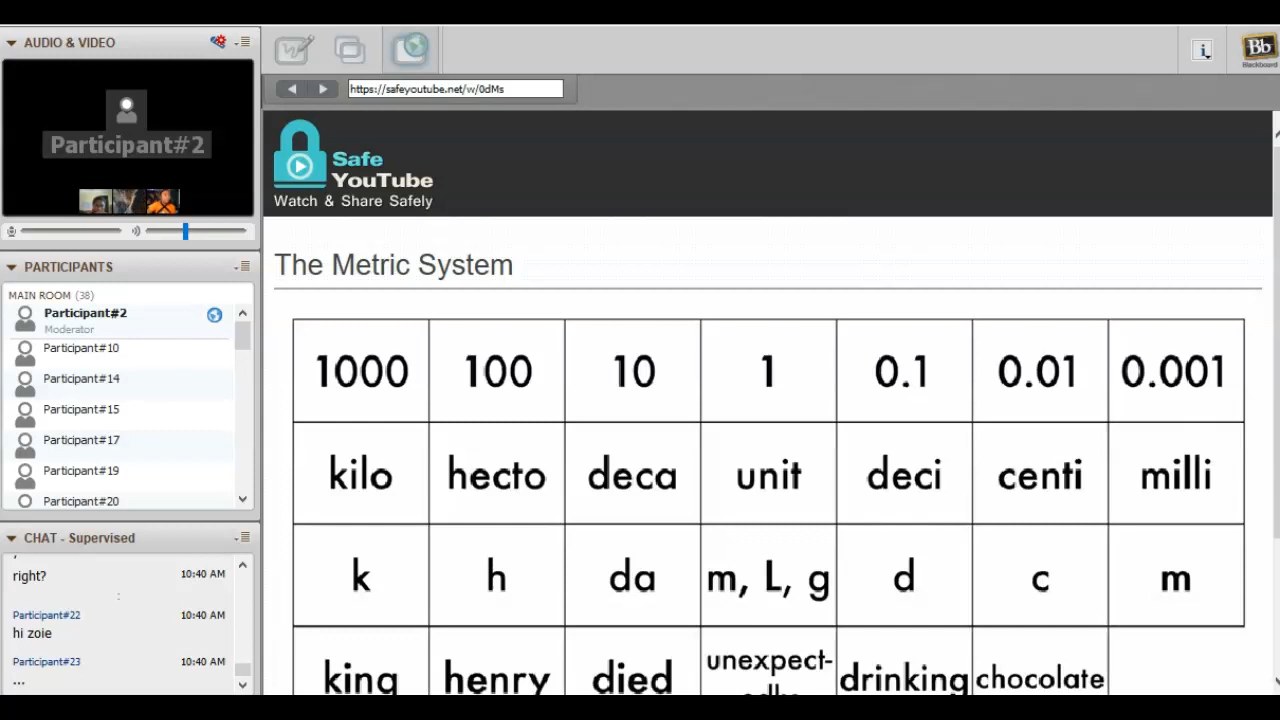 AUDIO & VIDEO
Participant#2
PARTICIPANTS
MAIN ROOM (38)
Participant#2
Moderator
Participant#10
Participant#14
Participant#15
Participant#17
Participant#19
Participant#20
CHAT - Supervised
right? 10:40 AM
:
Participant#22 10:40 AM
hi zoie
Participant#23 10:40 AM
...
https://safeyoutube.net/w/0dMs
i
Bb
Blackboard
Safe
YouTube
Watch & Share Safely
The Metric System
1000 100 10 1 0.1 0.01 0.001
kilo hecto deca unit deci centi milli
k h da m, L, g d c m
king henry died unexpect- drinking chocolate